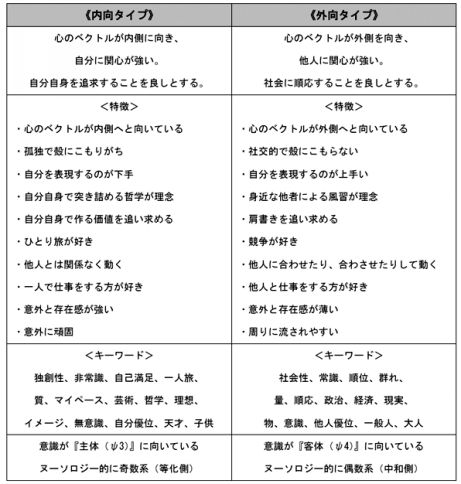 《内向タイプ》
心のベクトルが内側に向き、
自分に関心が強い。
自分自身を追求することを良しとする。
＜特徴＞
・心のベクトルが内側へと向いている
・孤独で殻にこもりがち
・自分を表現するのが下手
・自分自身で突き詰める哲学が理念
・自分自身で作る価値を追い求める
・ひとり旅が好き
・他人とは関係なく動く
・一人で仕事をする方が好き
・意外と存在感が強い
・意外に頑固
＜キーワード＞
独創性、非常識、自己満足、一人旅、
質、マイペース、芸術、哲学、理想、
イメージ、無意識、自分優位、天才、子供
意識が『主体（ψ3）』に向いている
ヌーソロジー的に奇数系（等化側）
《外向タイプ》
心のベクトルが外側を向き、
他人に関心が強い。
社会に順応することを良しとする。
＜特徴＞
・心のベクトルが外側へと向いている
・社交的で殻にこもらない
・自分を表現するのが上手い
・身近な他者による風習が理念
・肩書きを追い求める
・競争が好き
・他人に合わせたり、合わさせたりして動く
・他人と仕事をする方が好き
・意外と存在感が薄い
・周りに流されやすい
＜キーワード＞
社会性、常識、順位、群れ、
量、順応、政治、経済、現実、
物、意識、他人優位、一般人、大人
意識が『客体（ψ4）』に向いている
ヌーソロジー的に偶数系（中和側）